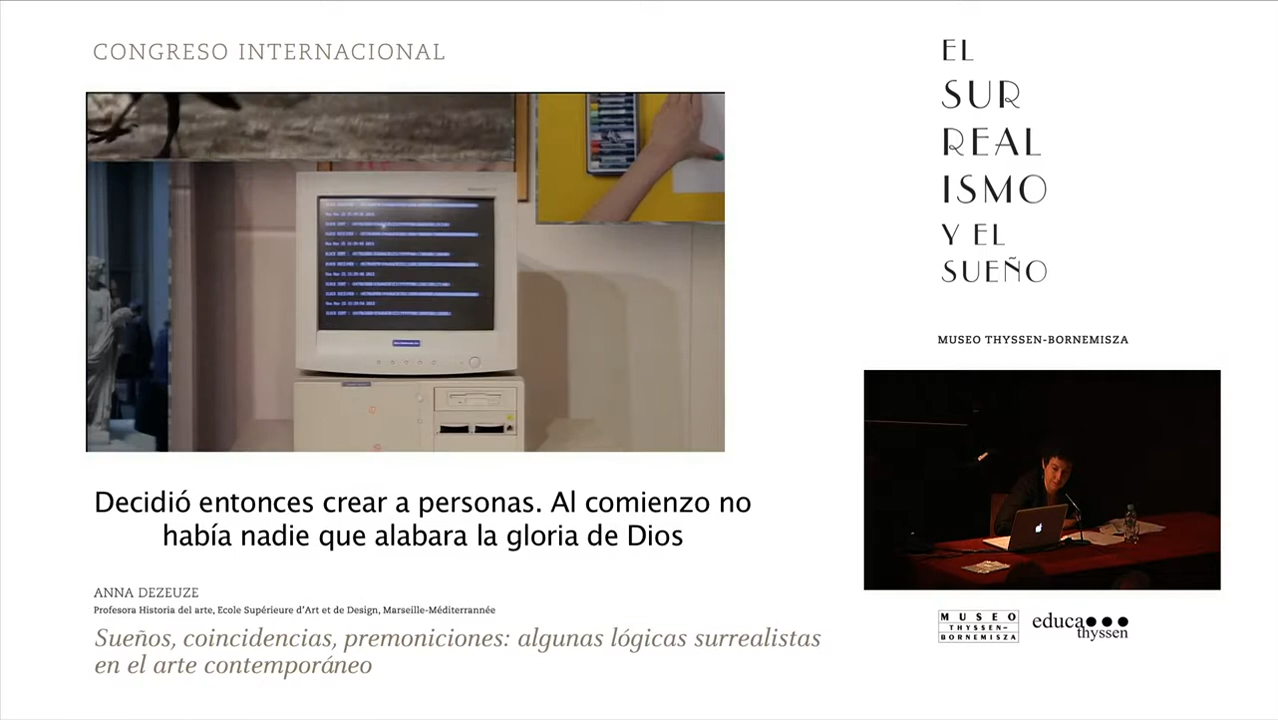 CONGRESO INTERNACIONAL
Decidió entonces crear a personas. Al comienzo no
había nadie que alabara la gloria de Dios
ANNA DEZEUZE
Profesora Historia del arte, Ecole Supérieure d'Art et de Design, Marseille-Méditerrannée
Sueños, coincidencias, premoniciones: algunas lógicas surrealistas
en el arte contemporáneo
EL
SUR
REAL
ISMO
Y EL
SUEÑO
MUSEO THYSSEN-BORNEMISZA
MUSEO
THYSSEN-
BORNEMISZA
educa
thyssen